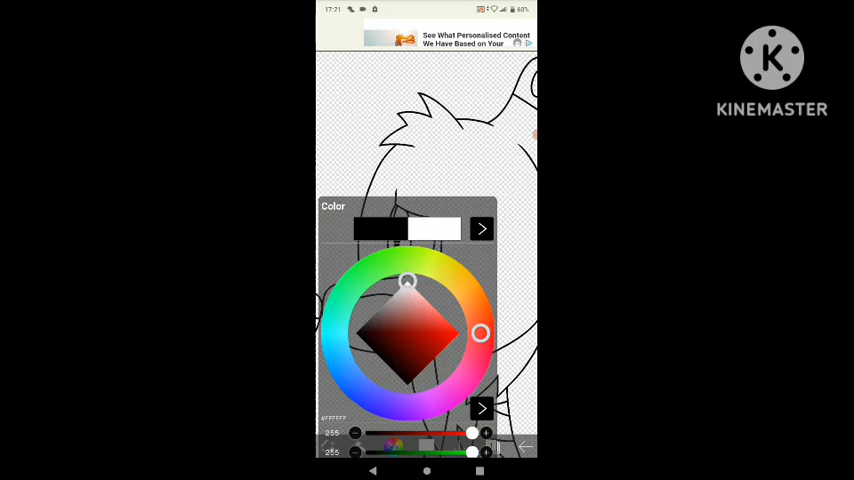 17:21
60%
See What Personalised Content
We Have Based on Your
KINEMASTER
Color
#FFFFFF
255
255